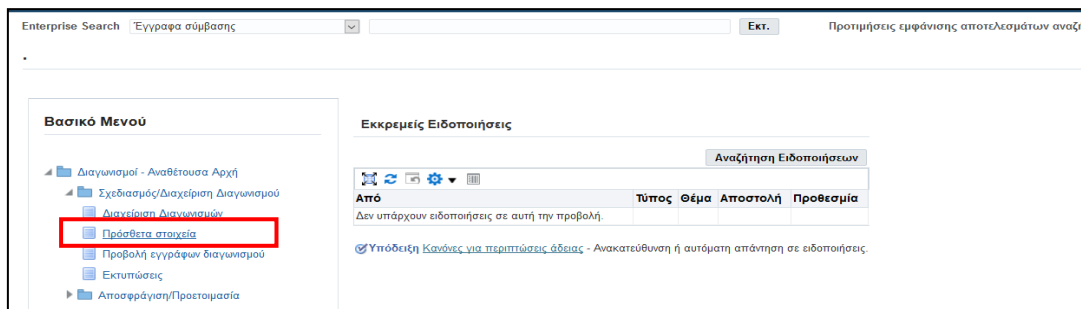 Enterprise Search Έγγραφα σύμβασης Εκτ. Προτιμήσεις εμφάνισης αποτελεσμάτων αναζή
.
Βασικό Μενού
Εκκρεμείς Ειδοποιήσεις
Αναζήτηση Ειδοποιήσεων
Διαγωνισμοί - Αναθέτουσα Αρχή
Σχεδιασμός/Διαχείριση Διαγωνισμού
Από Τύπος Θέμα Αποστολή Προθεσμία
Διαχείριση Διαγωνισμών
Δεν υπάρχουν ειδοποιήσεις σε αυτή την προβολή.
Πρόσθετα στοιχεία
Υπόδειξη Κανόνες για περιπτώσεις άδειας - Ανακατεύθυνση ή αυτόματη απάντηση σε ειδοποιήσεις.
Προβολή εγγράφων διαγωνισμού
Εκτυπώσεις
Αποσφράγιση/Προετοιμασία